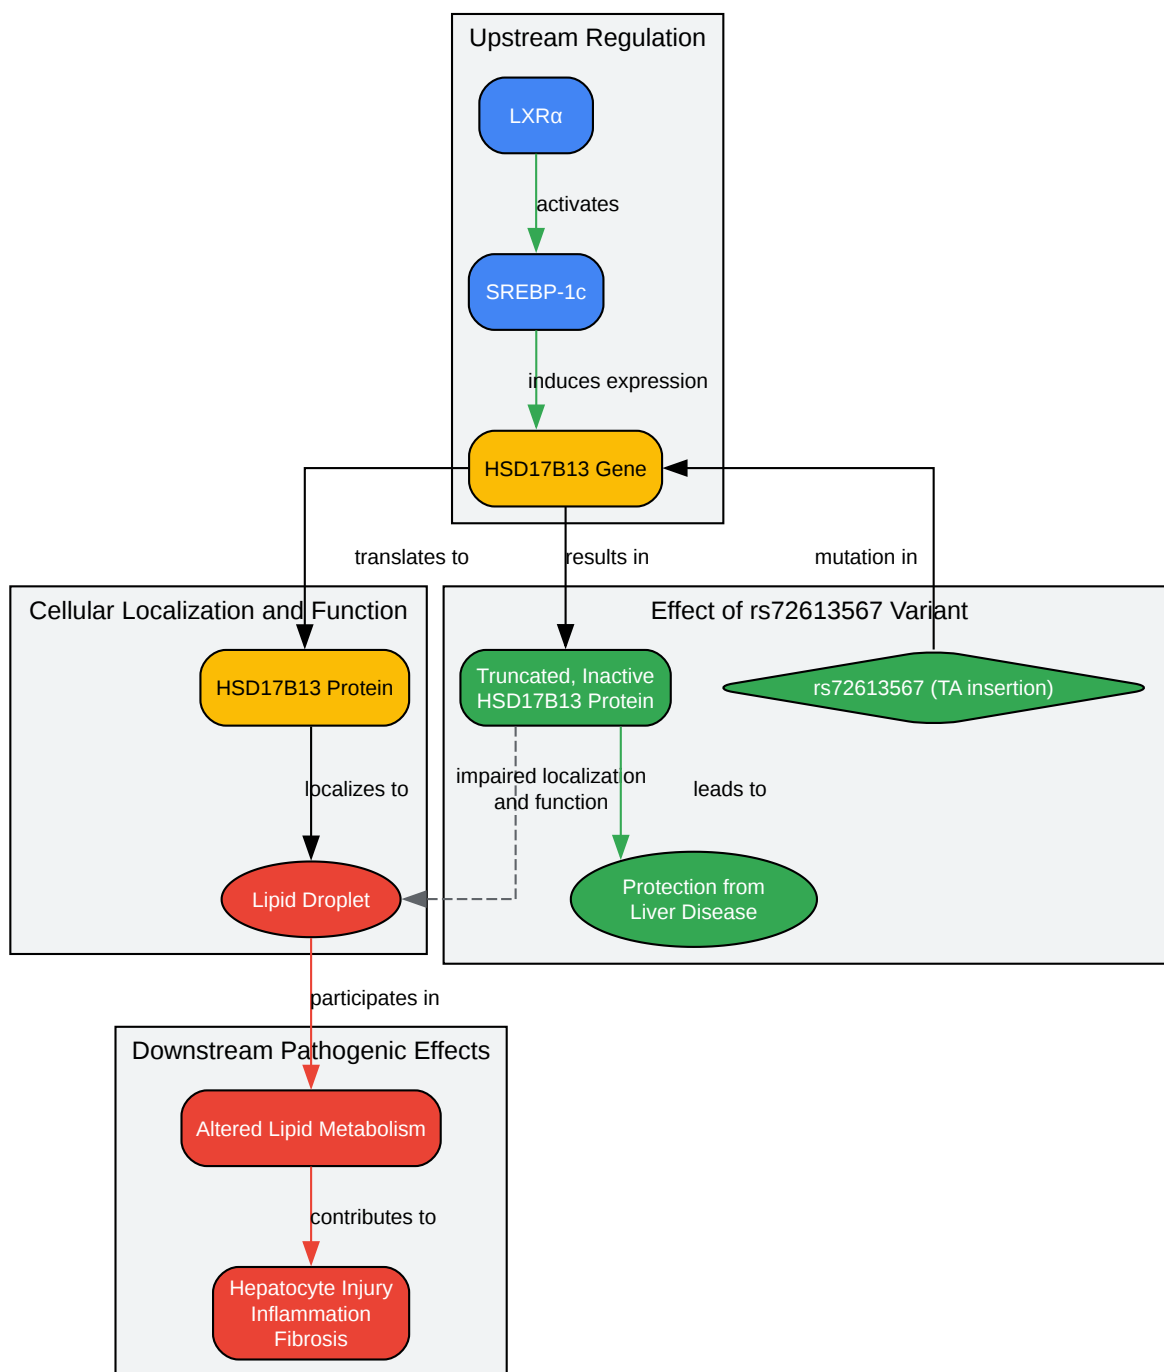 Upstream Regulation
LXRα
activates
SREBP-1c
induces expression
HSD17B13 Gene
translates to
results in
mutation in
Cellular Localization and Function
Effect of rs72613567 Variant
HSD17B13 Protein
Truncated, Inactive
HSD17B13 Protein
rs72613567 (TA insertion)
localizes to
impaired localization
and function
leads to
Lipid Droplet
Protection from
Liver Disease
participates in
Downstream Pathogenic Effects
Altered Lipid Metabolism
contributes to
Hepatocyte Injury
Inflammation
Fibrosis